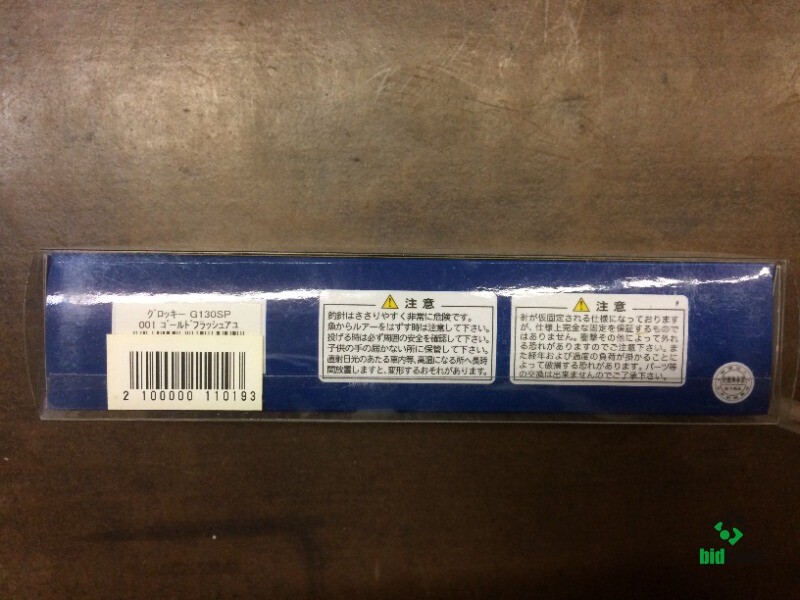 グロッキー G130SP
001 ゴールドフラッシュアユ
2 100000 110193
注意
釣針はささりやすく非常に危険です。
魚からルアーをはずす時は注意して下さい。
投げる時は必ず周囲の安全を確認して下さい。
子供の手の届かない所に保管して下さい。
直射日光のあたる車内等、高温になる所へ長時
間放置しますと、変形するおそれがあります。
注意
針が仮固定される仕様になっております
が、仕様上完全な固定を保証するもので
はありません。衝撃その他によって外れ
る恐れがありますのでご注意下さい。ま
た経年および過度の負荷が掛かることに
よって破損する恐れがあります。パーツ等
の交換は出来ませんのでご了承下さい。
bid